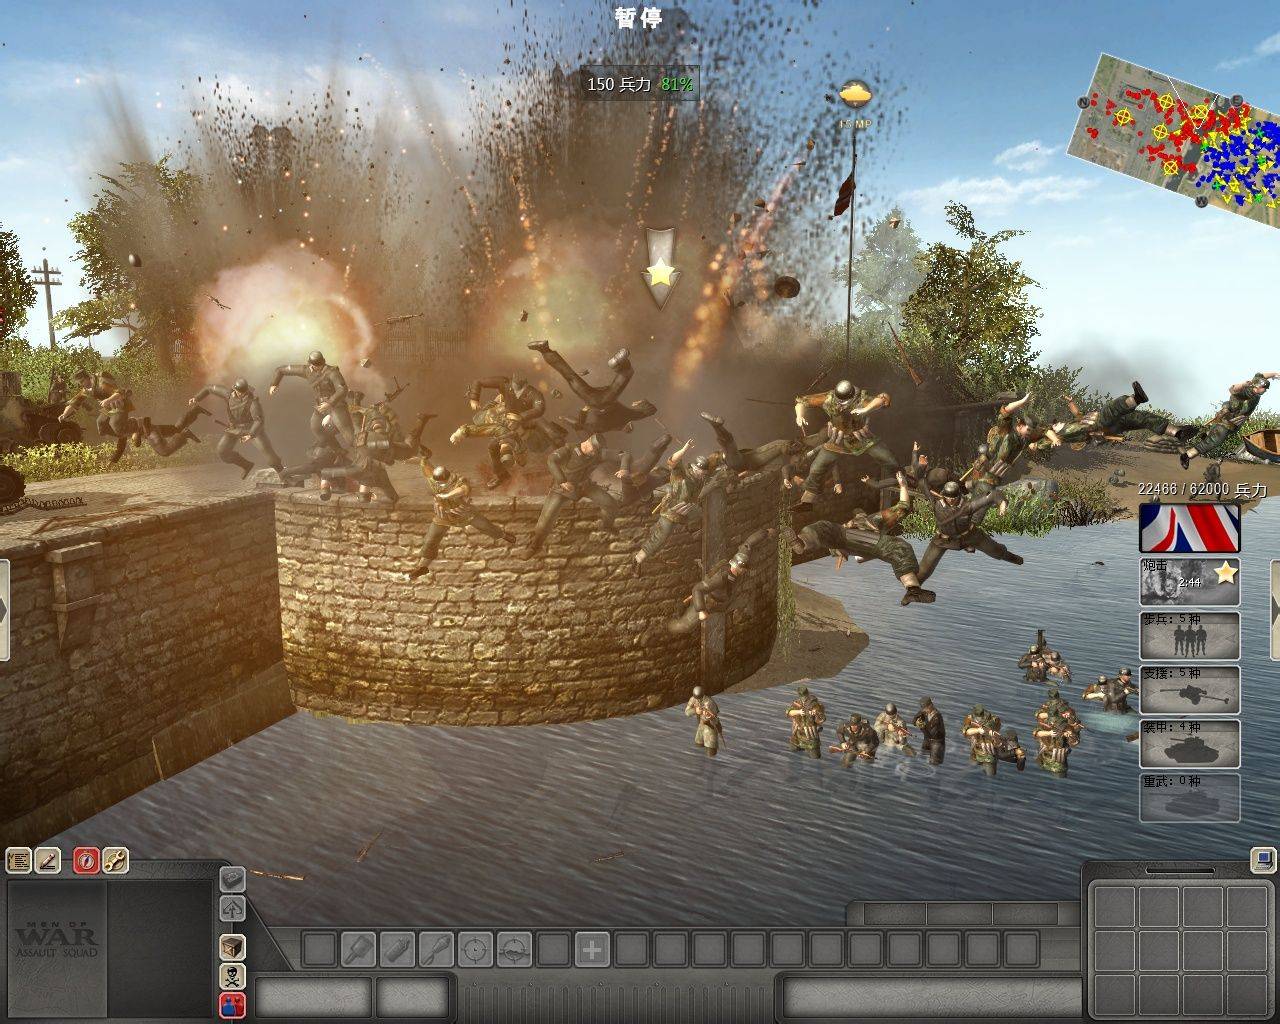 暂停
150 兵力 81%
15 MP
N
E
W
22466 / 62000 兵力
炮击
2:44
步兵: 5 种
支援: 5 种
装甲: 4 种
重武: 0 种
MEN OF
WAR
ASSAULT SQUAD